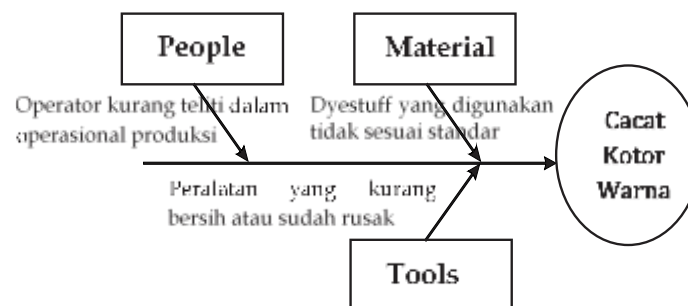 People
Material
Operator kurang teliti dalam
operasional produksi
Dyestuff yang digunakan
tidak sesuai standar
Cacat
Kotor
Warna
Peralatan yang kurang
bersih atau sudah rusak
Tools